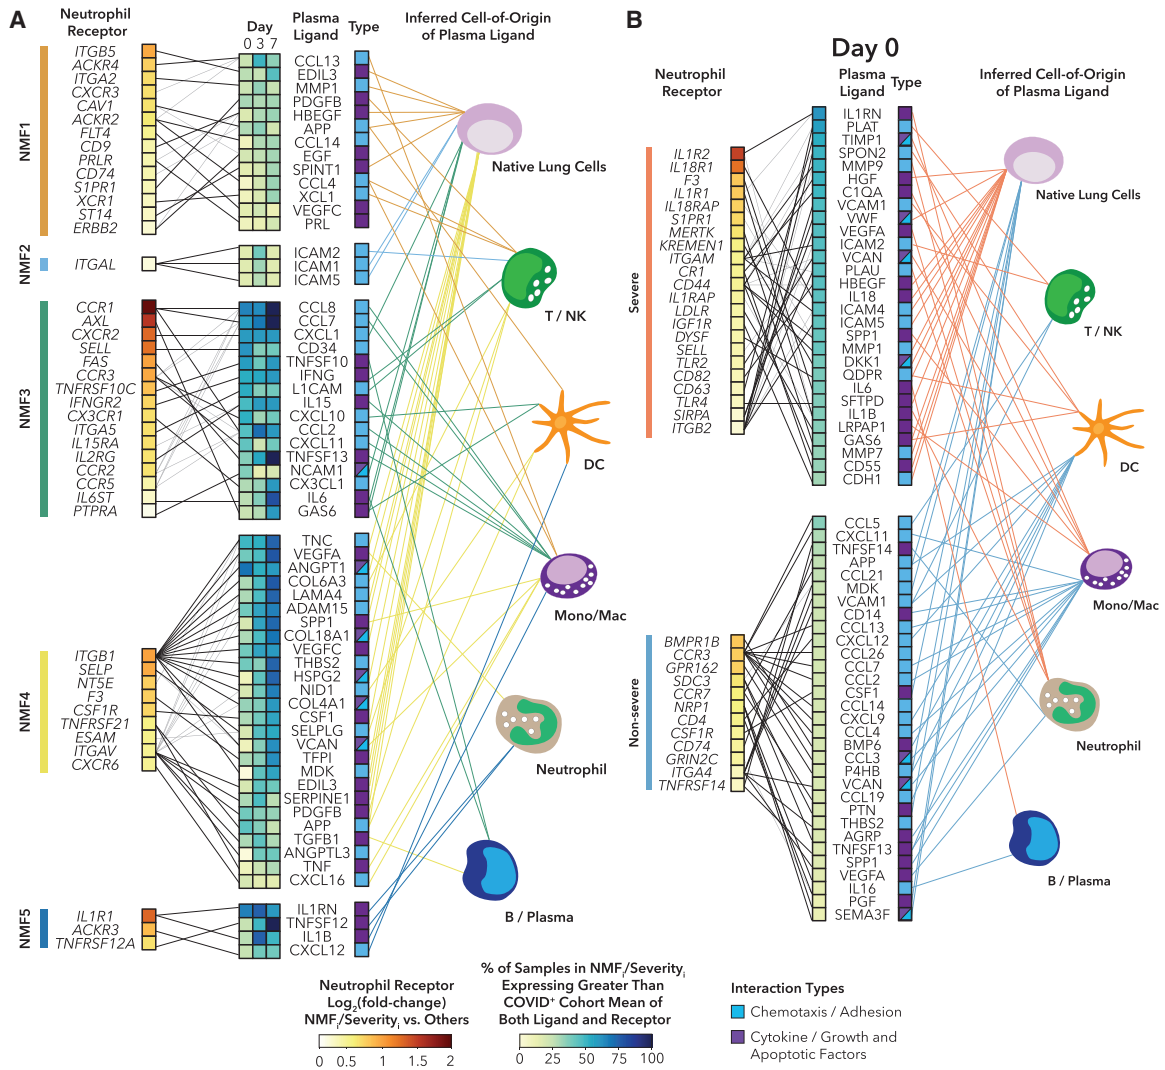 A
Neutrophil
Receptor
Day
0 3 7
Plasma
Ligand
Type
Inferred Cell-of-Origin
of Plasma Ligand
NMF1
ITGB5
ACKR4
ITGA2
CXCR3
CAV1
ACKR2
FLT4
CD9
PRLR
CD74
S1PR1
XCR1
ST14
ERBB2
CCL13
EDIL3
MMP1
PDGFB
HBEGF
APP
CCL14
EGF
SPINT1
CCL4
XCL1
VEGFC
PRL
NMF2
ITGAL
ICAM2
ICAM1
ICAM5
NMF3
CCR1
AXL
CXCR2
SELL
FAS
CCR3
TNFRSF10C
IFNGR2
CX3CR1
ITGA5
IL15RA
IL2RG
CCR2
CCR5
IL6ST
PTPRA
CCL8
CCL7
CXCL1
CD34
TNFSF10
IFNG
L1CAM
IL15
CXCL10
CCL2
CXCL11
TNFSF13
NCAM1
CX3CL1
IL6
GAS6
NMF4
ITGB1
SELP
NT5E
F3
CSF1R
TNFRSF21
ESAM
ITGAV
CXCR6
TNC
VEGFA
ANGPT1
COL6A3
LAMA4
ADAM15
SPP1
COL18A1
VEGFC
THBS2
HSPG2
NID1
COL4A1
CSF1
SELPLG
VCAN
TFPI
MDK
EDIL3
SERPINE1
PDGFB
APP
TGFB1
ANGPTL3
TNF
CXCL16
NMF5
IL1R1
ACKR3
TNFRSF12A
IL1RN
TNFSF12
IL1B
CXCL12
Native Lung Cells
T / NK
DC
Mono/Mac
Neutrophil
B / Plasma
B
Day 0
Neutrophil
Receptor
Plasma
Ligand
Type
Inferred Cell-of-Origin
of Plasma Ligand
Severe
IL1R2
IL18R1
F3
IL1R1
IL18RAP
S1PR1
MERTK
KREMEN1
ITGAM
CR1
CD44
IL1RAP
LDLR
IGF1R
DYSF
SELL
TLR2
CD82
CD63
TLR4
SIRPA
ITGB2
IL1RN
PLAT
TIMP1
SPON2
MMP9
HGF
C1QA
VCAM1
VWF
VEGFA
ICAM2
VCAN
PLAU
HBEGF
IL18
ICAM4
ICAM5
SPP1
MMP1
DKK1
QDPR
IL6
SFTPD
IL1B
LRPAP1
GAS6
MMP7
CD55
CDH1
Non-severe
BMPR1B
CCR3
GPR162
SDC3
CCR7
NRP1
CD4
CSF1R
CD74
GRIN2C
ITGA4
TNFRSF14
CCL5
CXCL11
TNFSF14
APP
CCL21
MDK
VCAM1
CD14
CCL13
CXCL12
CCL26
CCL7
CCL2
CSF1
CCL14
CXCL9
CCL4
BMP6
CCL3
P4HB
VCAN
CCL19
PTN
THBS2
AGRP
TNFSF13
SPP1
VEGFA
IL16
PGF
SEMA3F
Native Lung Cells
T / NK
DC
Mono/Mac
Neutrophil
B / Plasma
Neutrophil Receptor
Log2(fold-change)
NMFi/Severityi vs. Others
0 0.5 1 1.5 2
% of Samples in NMFi/Severityi
Expressing Greater Than
COVID+ Cohort Mean of
Both Ligand and Receptor
0 25 50 75 100
Interaction Types
Chemotaxis / Adhesion
Cytokine / Growth and
Apoptotic Factors